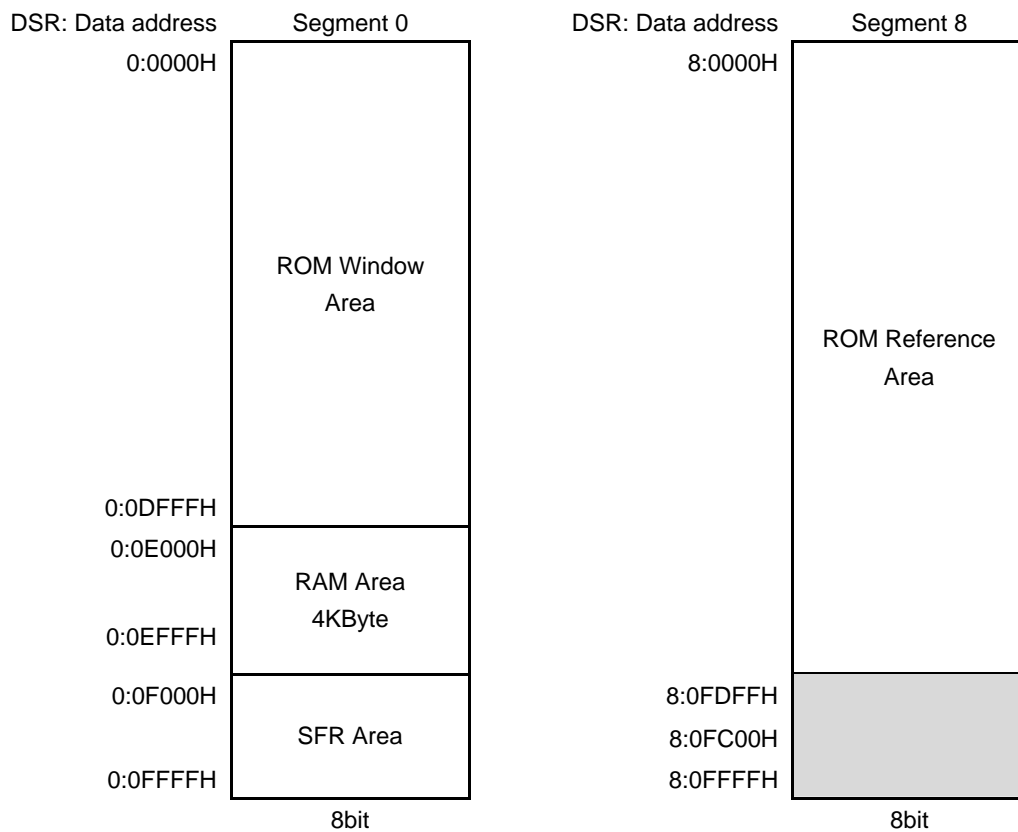 DSR: Data address Segment 0
0:0000H
ROM Window
Area
0:0DFFFH
0:0E000H
RAM Area
4KByte
0:0EFFFH
0:0F000H
SFR Area
0:0FFFFH
8bit
DSR: Data address Segment 8
8:0000H
ROM Reference
Area
8:0FDFFH
8:0FC00H
8:0FFFFH
8bit